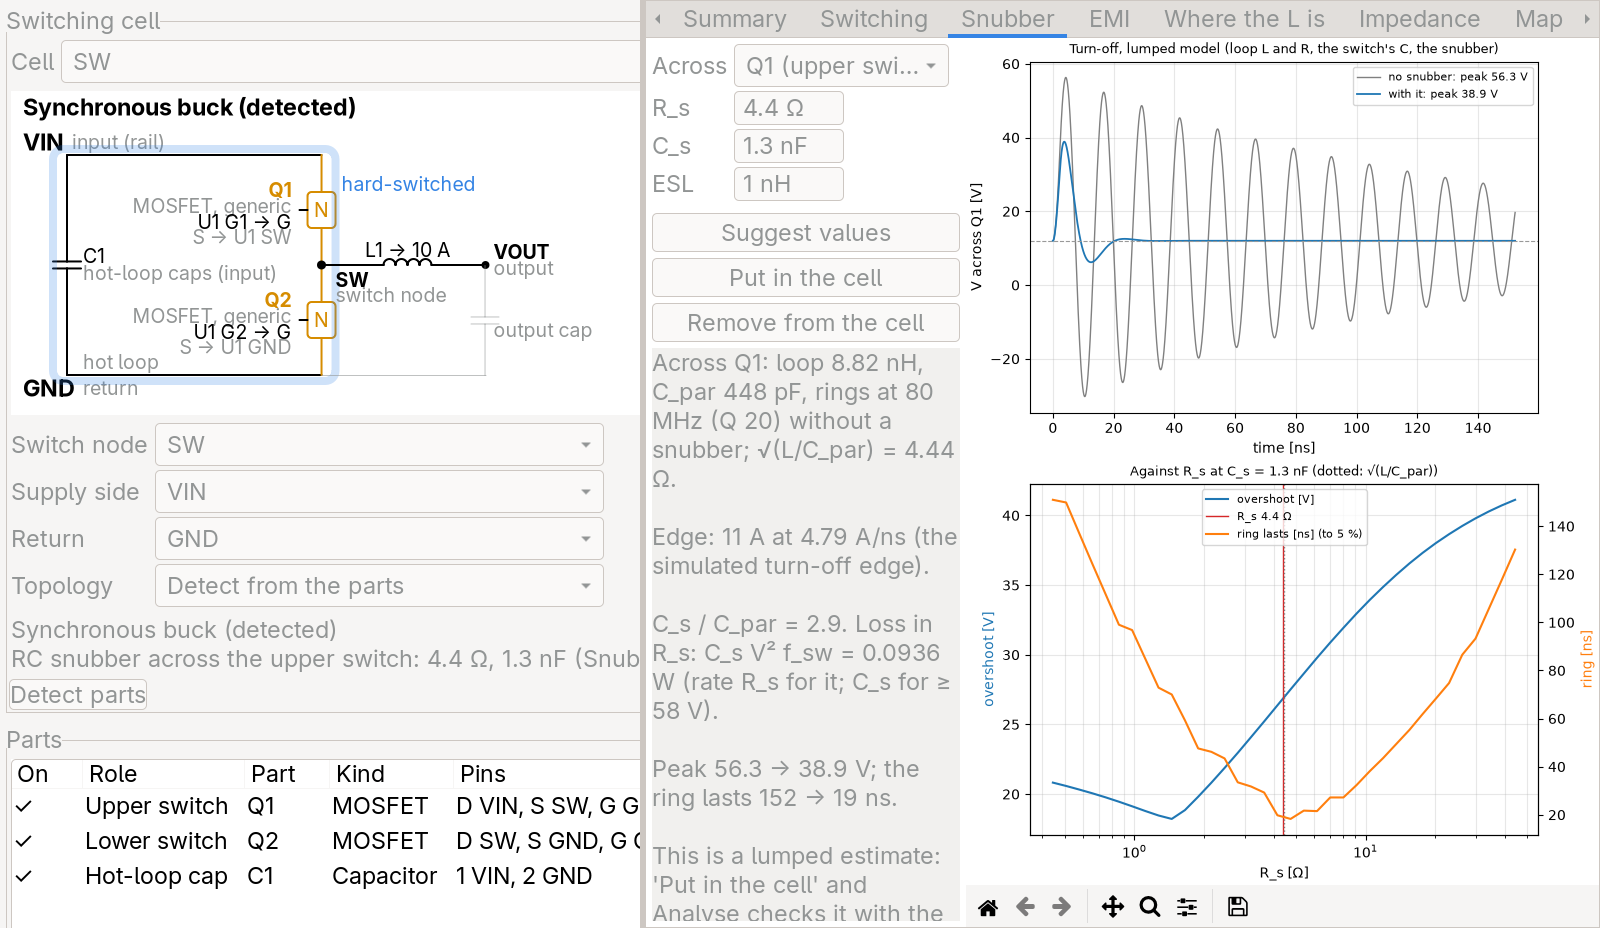 Switching cell
Cell SW
Synchronous buck (detected)
VIN input (rail)
Q1 hard-switched
MOSFET, generic
N
U1 G1 → G
S → U1 SW
C1
hot-loop caps (input)
L1 → 10 A
VOUT
output
SW
switch node
Q2
MOSFET, generic
N
U1 G2 → G
S → U1 GND
output cap
hot loop
GND return
Switch node SW
Supply side VIN
Return GND
Topology Detect from the parts
Synchronous buck (detected)
RC snubber across the upper switch: 4.4 Ω, 1.3 nF (Snub
Detect parts
Parts
On Role Part Kind Pins
Upper switch Q1 MOSFET D VIN, S SW, G G
Lower switch Q2 MOSFET D SW, S GND, G
Hot-loop cap C1 Capacitor 1 VIN, 2 GND
Summary Switching Snubber EMI Where the L is Impedance Map
Across Q1 (upper swi...
R_s 4.4 Ω
C_s 1.3 nF
ESL 1 nH
Suggest values
Put in the cell
Remove from the cell
Across Q1: loop 8.82 nH,
C_par 448 pF, rings at 80
MHz (Q 20) without a
snubber; √(L/C_par) = 4.44
Ω.
Edge: 11 A at 4.79 A/ns (the
simulated turn-off edge).
C_s / C_par = 2.9. Loss in
R_s: C_s V² f_sw = 0.0936
W (rate R_s for it; C_s for ≥
58 V).
Peak 56.3 → 38.9 V; the
ring lasts 152 → 19 ns.
This is a lumped estimate:
'Put in the cell' and
Analyse checks it with the
Turn-off, lumped model (loop L and R, the switch's C, the snubber)
no snubber: peak 56.3 V
with it: peak 38.9 V
V across Q1 [V]
60
40
20
0
−20
0 20 40 60 80 100 120 140
time [ns]
Against R_s at C_s = 1.3 nF (dotted: √(L/C_par))
overshoot [V]
R_s 4.4 Ω
ring lasts [ns] (to 5 %)
overshoot [V]
40
35
30
25
20
140
120
100
80
60
40
20
ring [ns]
10⁰ 10¹
R_s [Ω]